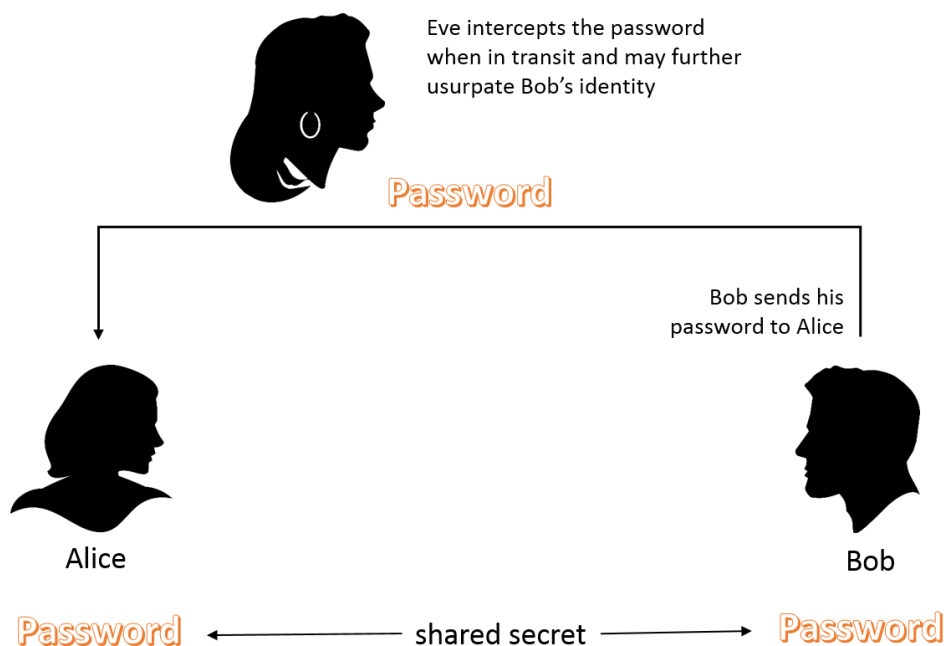 Eve intercepts the password
when in transit and may further
usurpate Bob's identity
Password
Bob sends his
password to Alice
Alice
Bob
Password
shared secret
Password